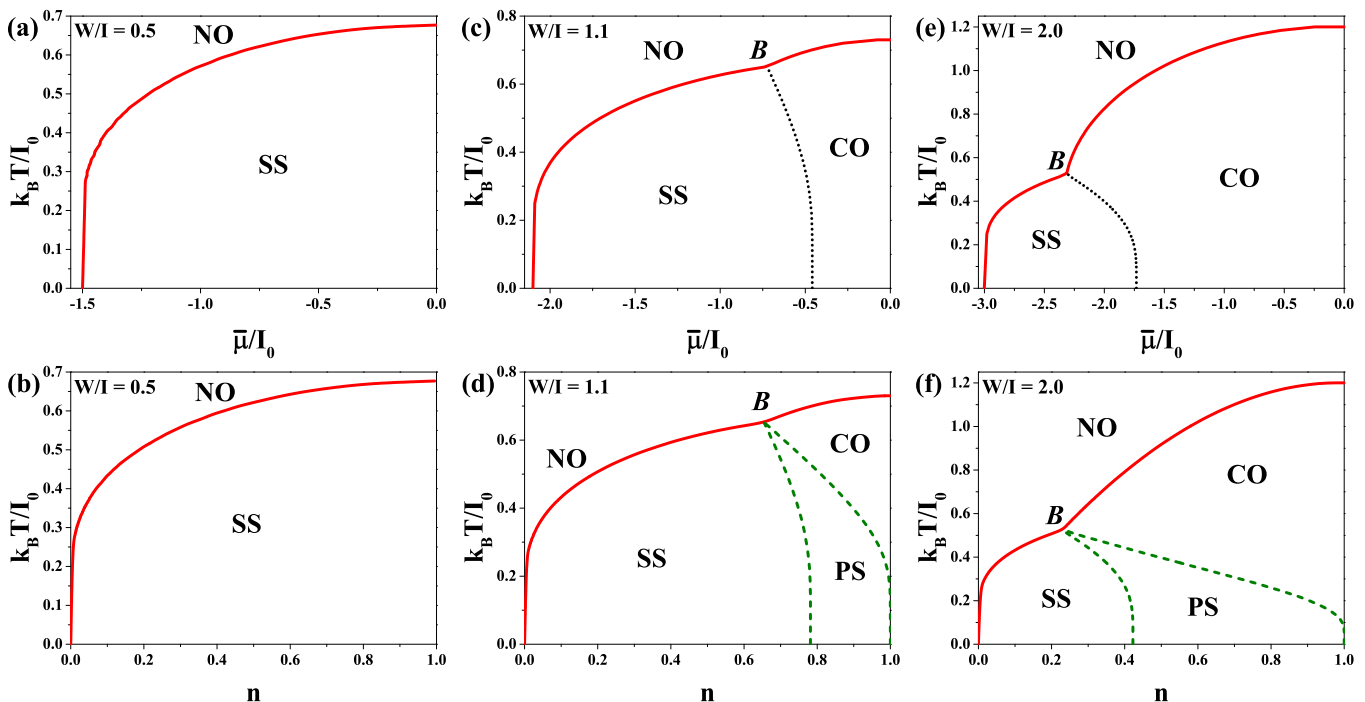 (a)
W/I = 0.5
NO
SS
k_B T/I_0
0.7
0.6
0.5
0.4
0.3
0.2
0.1
0.0
-1.5 -1.0 -0.5 0.0
μ̄/I_0
(c)
W/I = 1.1
NO
B
SS
CO
k_B T/I_0
0.8
0.6
0.4
0.2
0.0
-2.0 -1.5 -1.0 -0.5 0.0
μ̄/I_0
(e)
W/I = 2.0
NO
B
SS
CO
k_B T/I_0
1.2
1.0
0.8
0.6
0.4
0.2
0.0
-3.0 -2.5 -2.0 -1.5 -1.0 -0.5 0.0
μ̄/I_0
(b)
W/I = 0.5
NO
SS
k_B T/I_0
0.7
0.6
0.5
0.4
0.3
0.2
0.1
0.0
0.0 0.2 0.4 0.6 0.8 1.0
n
(d)
W/I = 1.1
B
NO
CO
SS
PS
k_B T/I_0
0.8
0.6
0.4
0.2
0.0
0.0 0.2 0.4 0.6 0.8 1.0
n
(f)
W/I = 2.0
NO
CO
B
SS
PS
k_B T/I_0
1.2
1.0
0.8
0.6
0.4
0.2
0.0
0.0 0.2 0.4 0.6 0.8 1.0
n